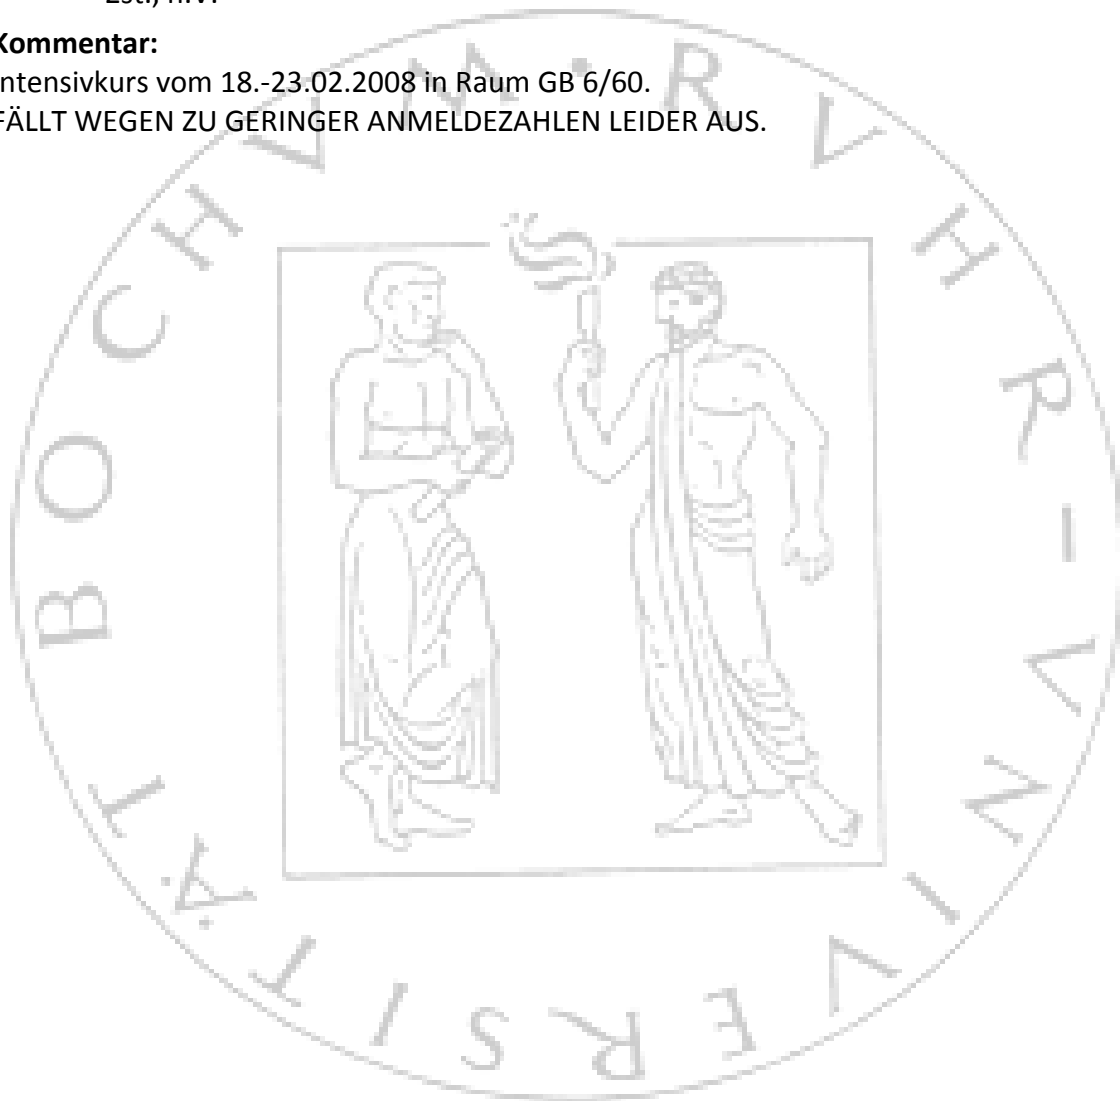 Kommentar:
ntensivkurs vom 18.-23.02.2008 in Raum GB 6/60.
FÄLLT WEGEN ZU GERINGER ANMELDEZAHLEN LEIDER AUS.
RVHR-VNIVERSITÄT BOCHVM